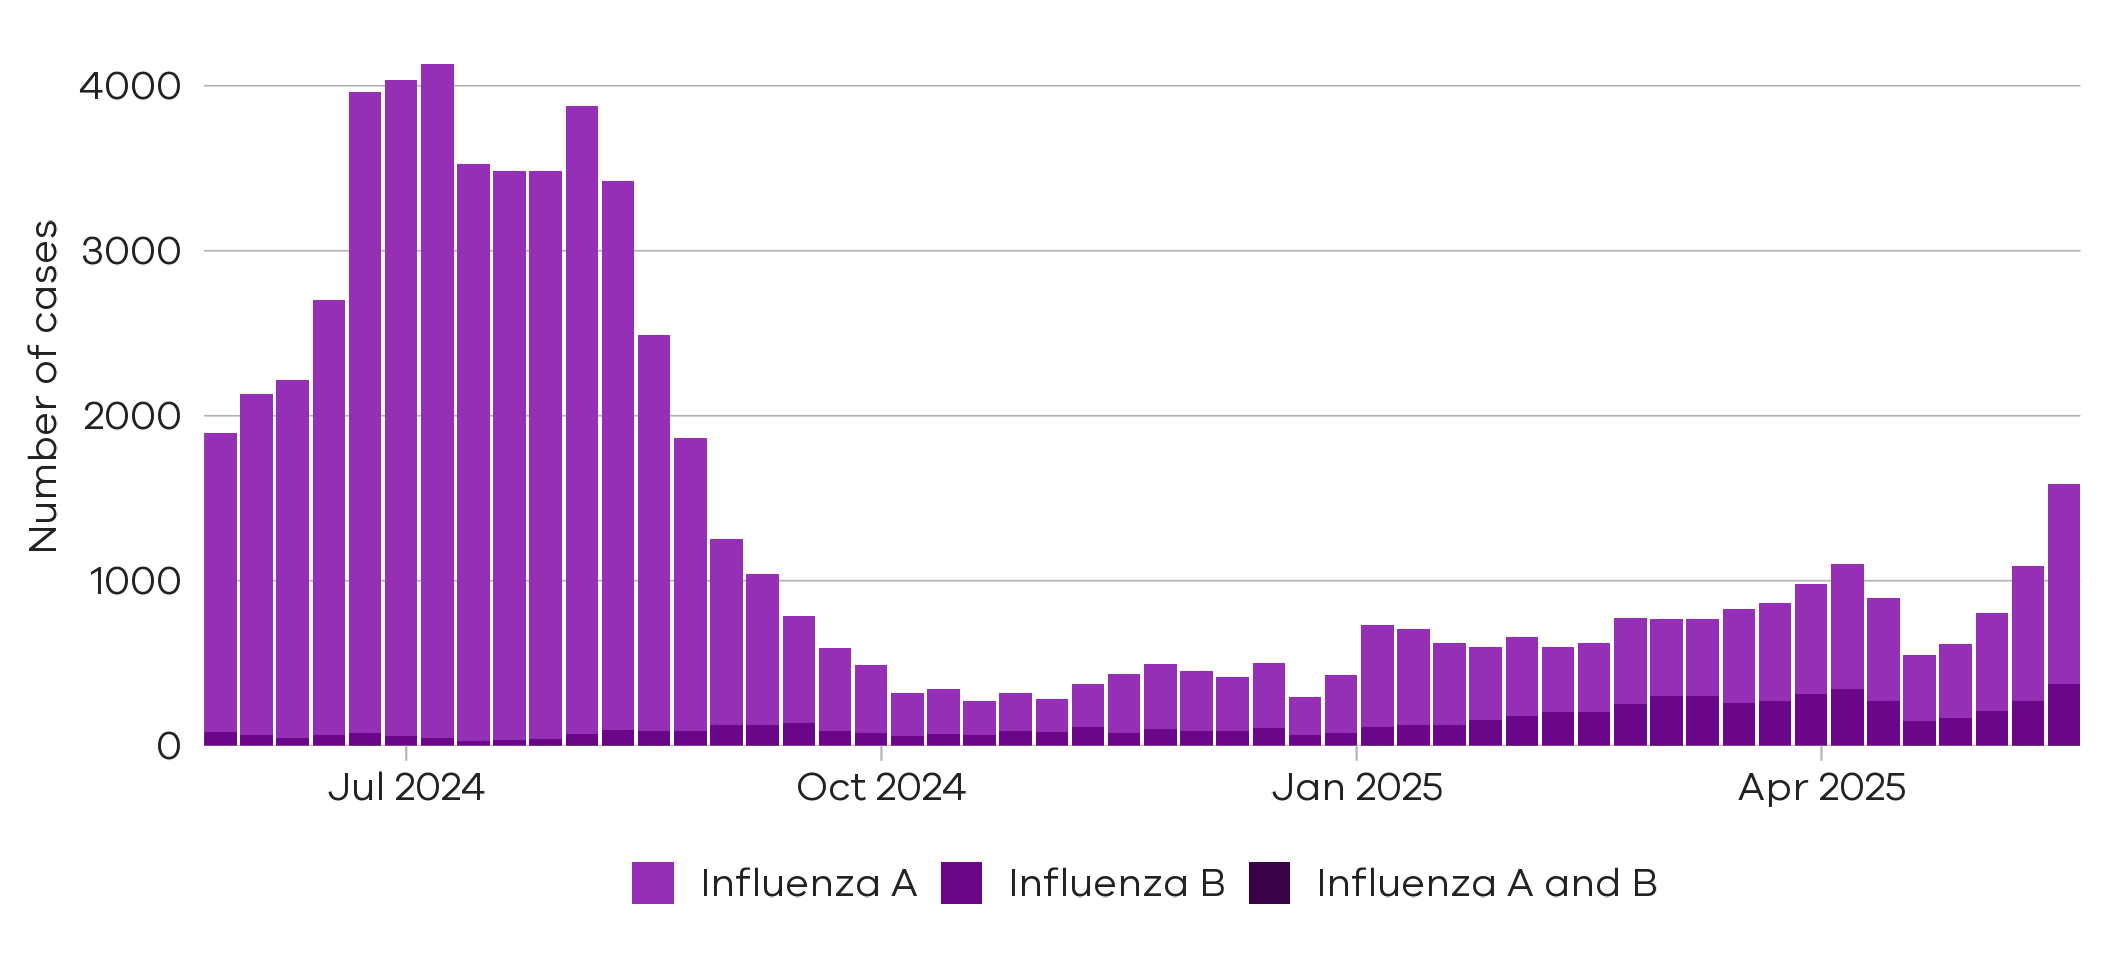 Number of cases
4000
3000
2000
1000
0
Jul 2024 Oct 2024 Jan 2025 Apr 2025
Influenza A Influenza B Influenza A and B